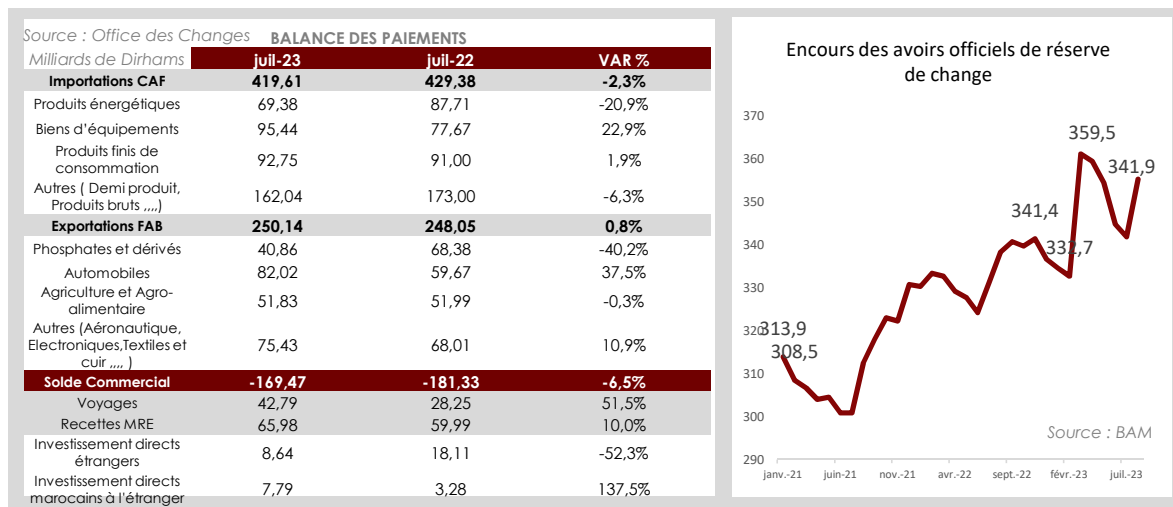 Source : Office des Changes BALANCE DES PAIEMENTS
Milliards de Dirhams juil-23 juil-22 VAR %
Importations CAF 419,61 429,38 -2,3%
Produits énergétiques 69,38 87,71 -20,9%
Biens d'équipements 95,44 77,67 22,9%
Produits finis de
consommation 92,75 91,00 1,9%
Autres ( Demi produit,
Produits bruts ,,,,) 162,04 173,00 -6,3%
Exportations FAB 250,14 248,05 0,8%
Phosphates et dérivés 40,86 68,38 -40,2%
Automobiles 82,02 59,67 37,5%
Agriculture et Agro-
alimentaire 51,83 51,99 -0,3%
Autres (Aéronautique,
Electroniques,Textiles et
cuir ,,,, ) 75,43 68,01 10,9%
Solde Commercial -169,47 -181,33 -6,5%
Voyages 42,79 28,25 51,5%
Recettes MRE 65,98 59,99 10,0%
Investissement directs
étrangers 8,64 18,11 -52,3%
Investissement directs
marocains à l'étranger 7,79 3,28 137,5%
Encours des avoirs officiels de réserve
de change
370
360
350
340
330
320
310
300
290
313,9
308,5
341,4
332,7
359,5
341,9
Source : BAM
janv.-21 juin-21 nov.-21 avr.-22 sept.-22 févr.-23 juil.-23